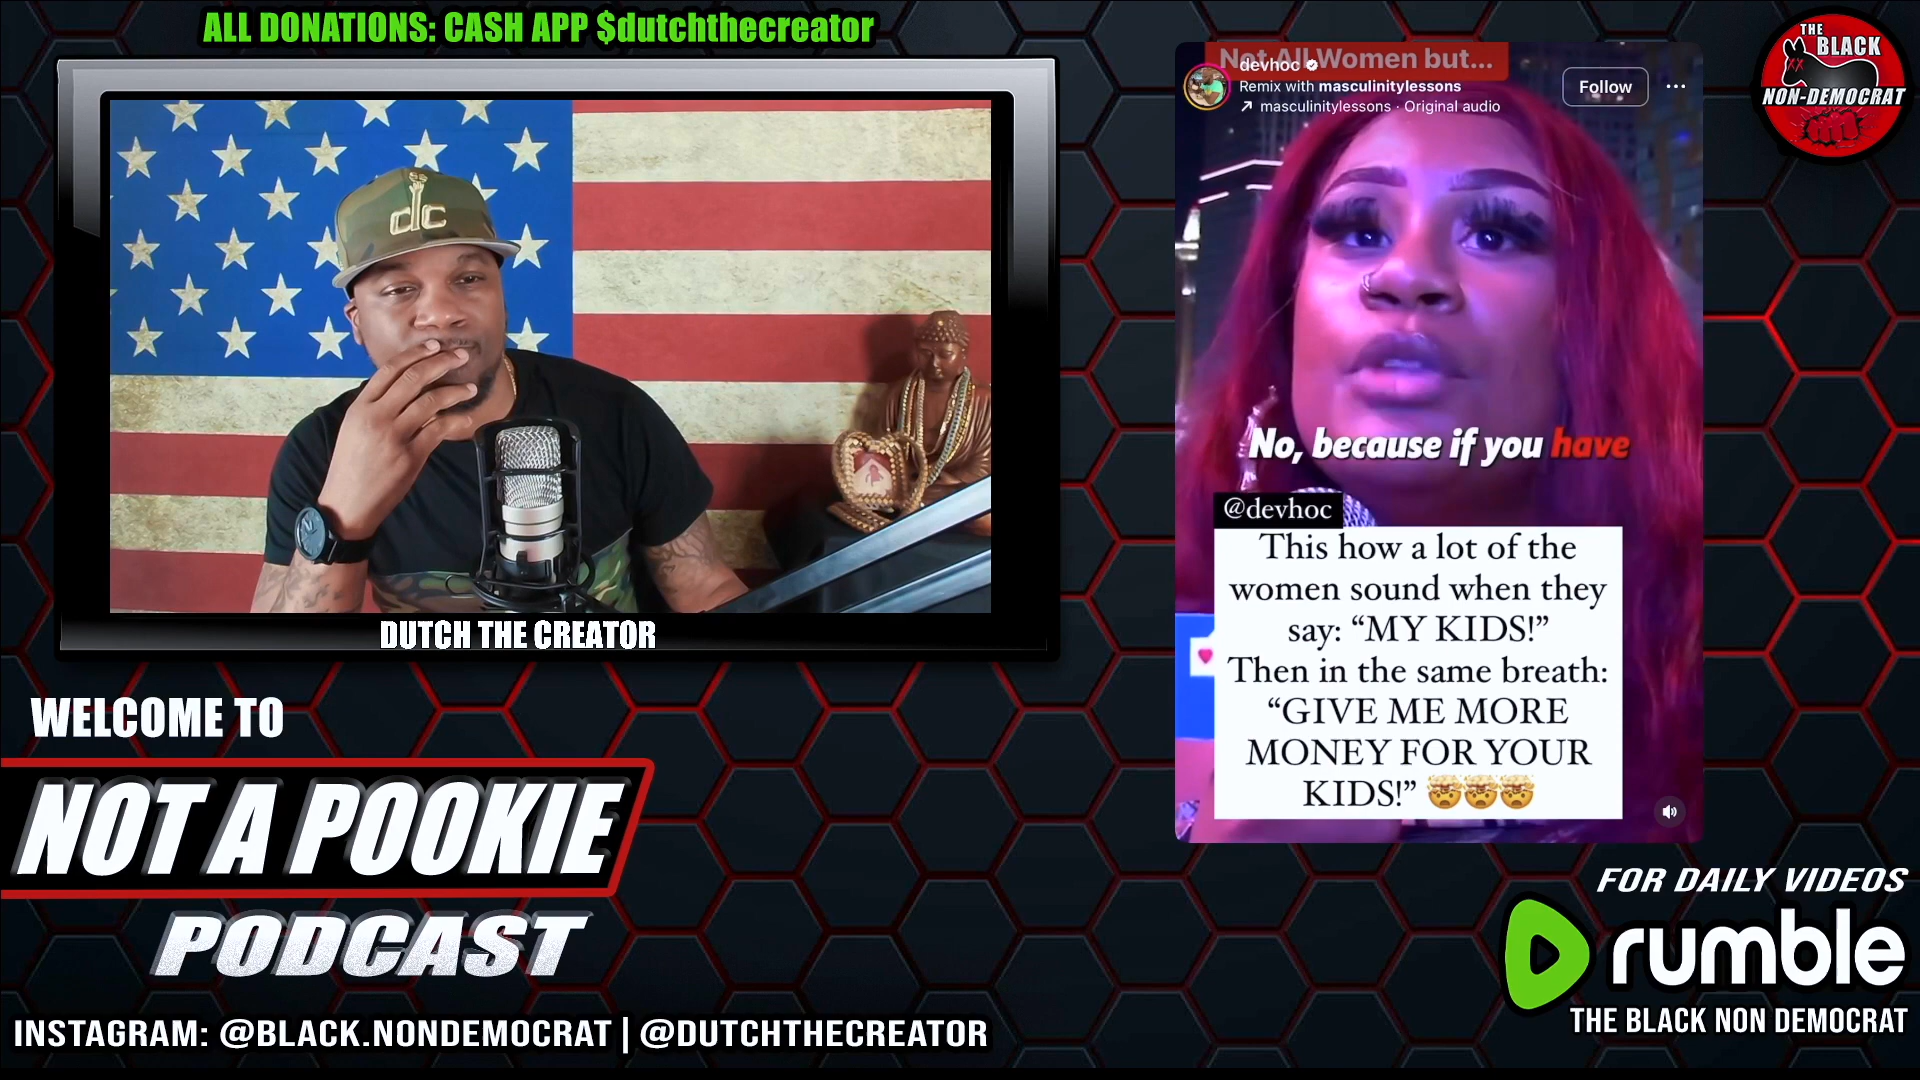 ALL DONATIONS: CASH APP $dutchthecreator
THE
BLACK
NON-DEMOCRAT
Not All Women but...
devhoc
Remix with masculinitylessons
masculinitylessons · Original audio
Follow
dc
No, because if you have
@devhoc
This how a lot of the
women sound when they
say: “MY KIDS!”
Then in the same breath:
“GIVE ME MORE
MONEY FOR YOUR
KIDS!” 🤯🤯🤯
DUTCH THE CREATOR
WELCOME TO
NOT A POOKIE
PODCAST
INSTAGRAM: @BLACK.NONDEMOCRAT | @DUTCHTHECREATOR
FOR DAILY VIDEOS
rumble
THE BLACK NON DEMOCRAT